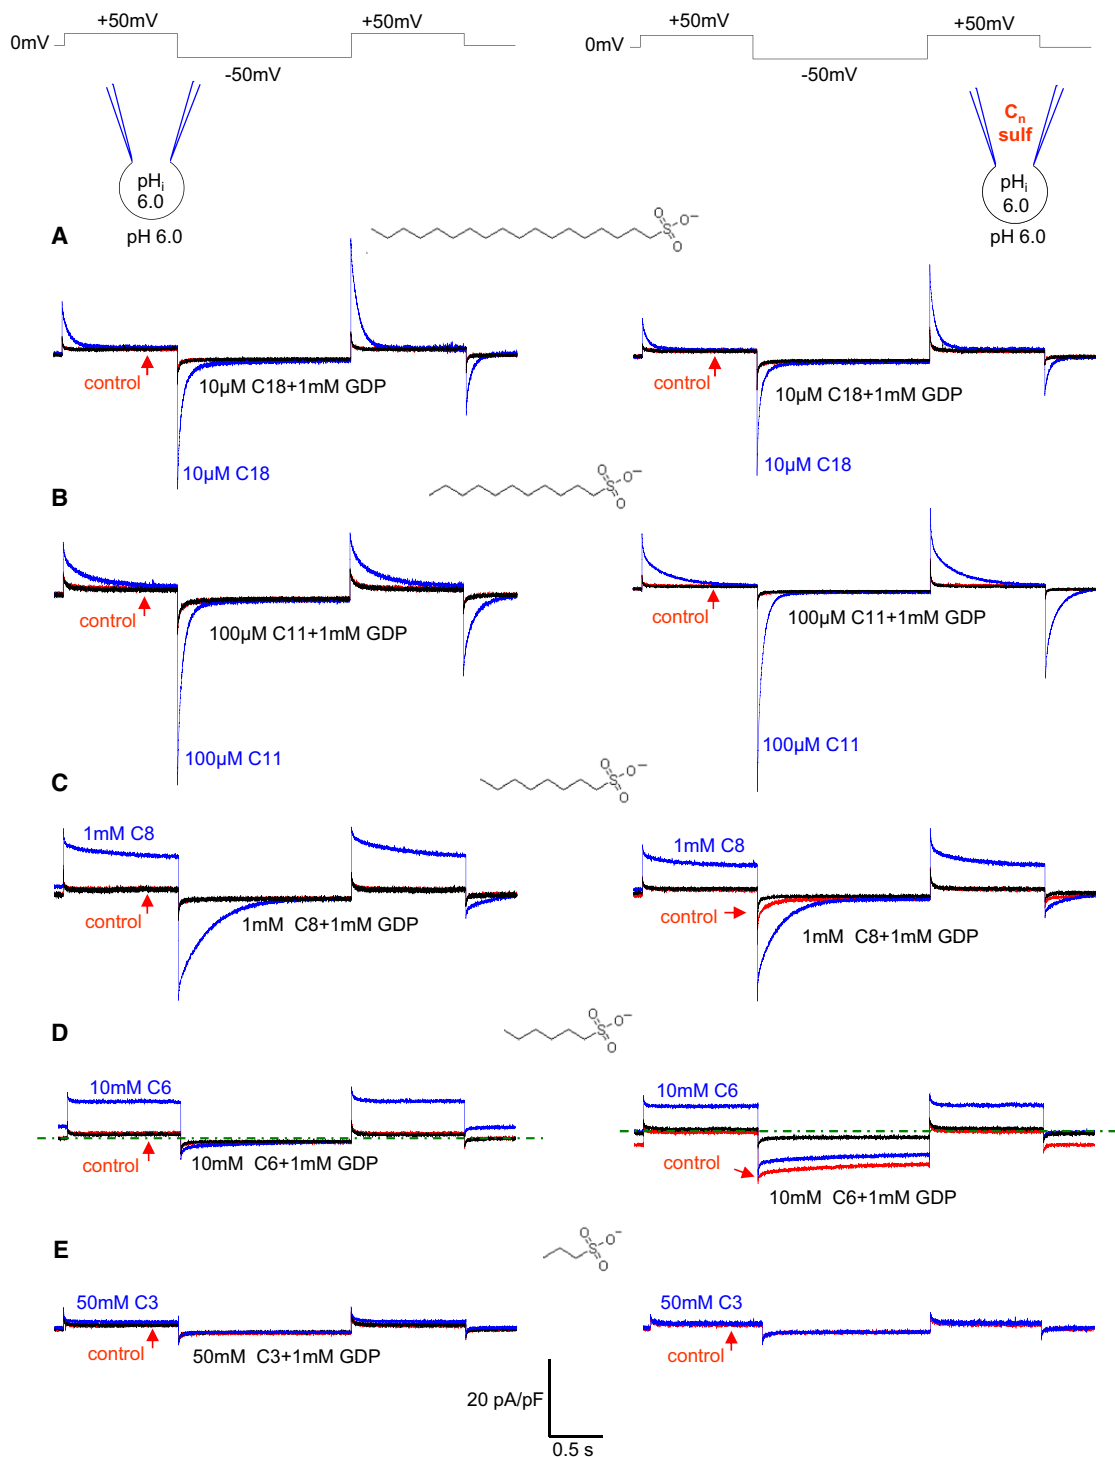 +50mV
+50mV
0mV
-50mV
+50mV
+50mV
0mV
-50mV
pHi
6.0
pH 6.0
Cn
sulf
pHi
6.0
pH 6.0
A
O
O
S
O
−
control
10µM C18+1mM GDP
10µM C18
control
10µM C18+1mM GDP
10µM C18
B
O
O
S
O
−
control
100µM C11+1mM GDP
100µM C11
control
100µM C11+1mM GDP
100µM C11
C
O
O
S
O
−
1mM C8
control
1mM C8+1mM GDP
1mM C8
control
1mM C8+1mM GDP
D
O
O
S
O
−
10mM C6
control
10mM C6+1mM GDP
10mM C6
control
10mM C6+1mM GDP
E
O
O
S
O
−
50mM C3
control
50mM C3+1mM GDP
50mM C3
control
20 pA/pF
0.5 s